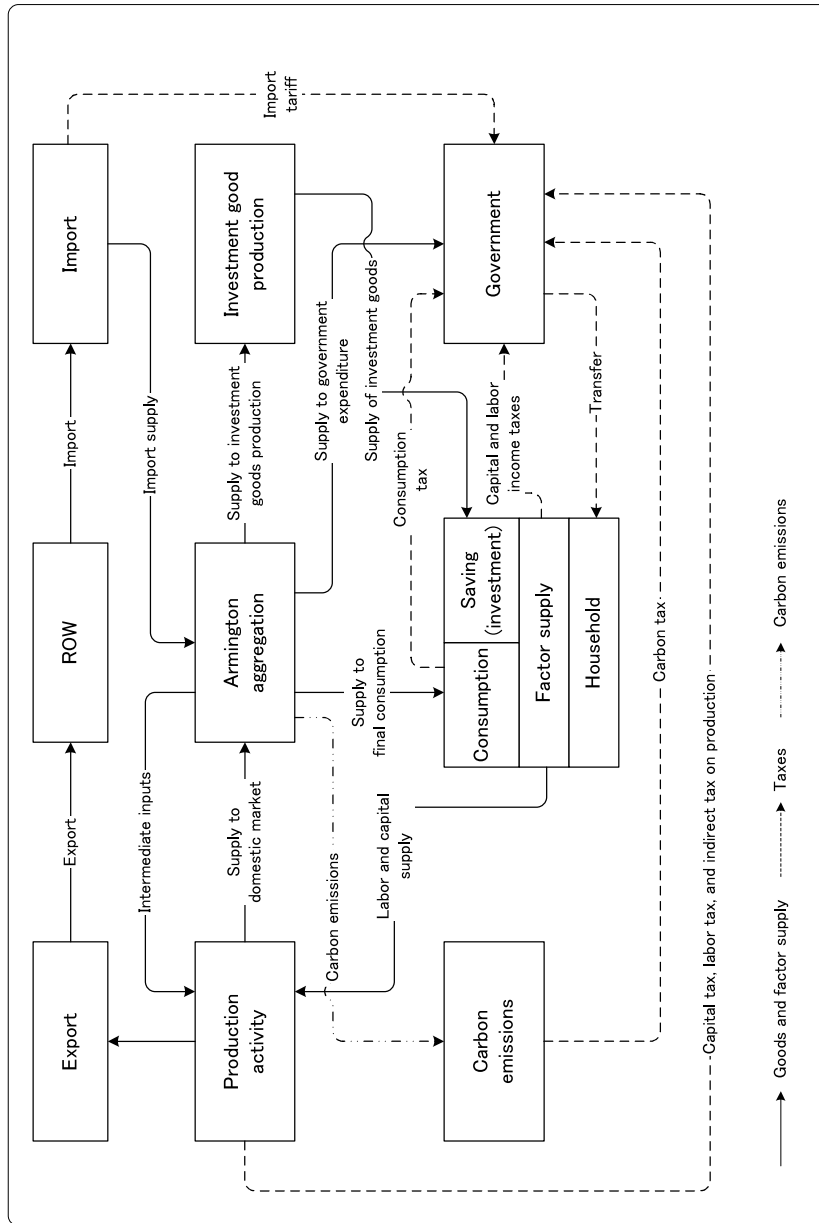 Export
Export
ROW
Import
Import
Intermediate inputs
Import supply
Import
tariff
Production
activity
Supply to
domestic market
Armington
aggregation
Supply to investment
goods production
Investment good
production
Carbon emissions
Labor and capital
supply
Supply to
final consumption
Supply to government
expenditure
Supply of investment goods
Consumption
tax
Carbon
emissions
Consumption
Saving
(investment)
Factor supply
Household
Capital and labor
income taxes
Transfer
Government
Carbon tax
Capital tax, labor tax, and indirect tax on production
Goods and factor supply
Taxes
Carbon emissions